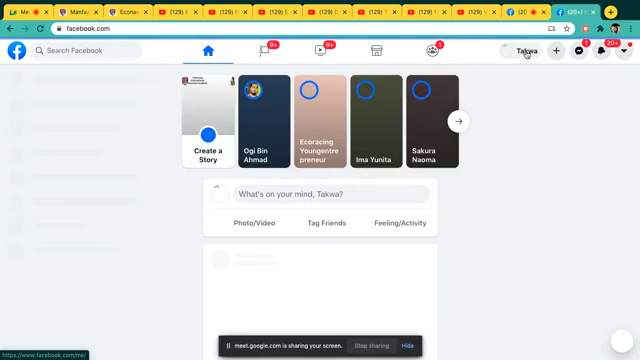 Me
Manfa
Econo
(129)
(129) E
(129) E
(129) (
(129) D
(129) T
(129) "
(129) V
(20+)
(20+)
facebook.com
Search Facebook
9+
9+
1
Takwa
1
20+
Create a
Story
Ogi Bin
Ahmad
Ecoracing
Youngentre
preneur
Ima Yunita
Sakura
Naoma
What's on your mind, Takwa?
Photo/Video
Tag Friends
Feeling/Activity
meet.google.com is sharing your screen.
Stop sharing
Hide
https://www.facebook.com/me/